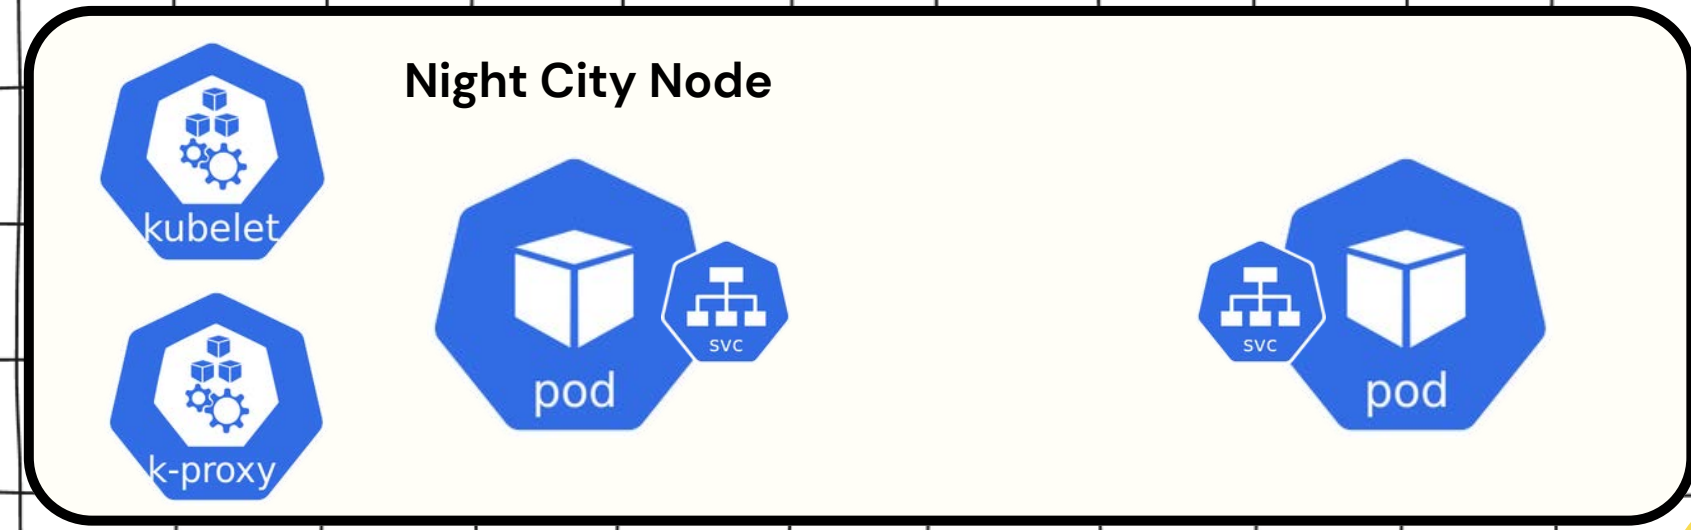 Night City Node
kubelet
k-proxy
pod
svc
svc
pod